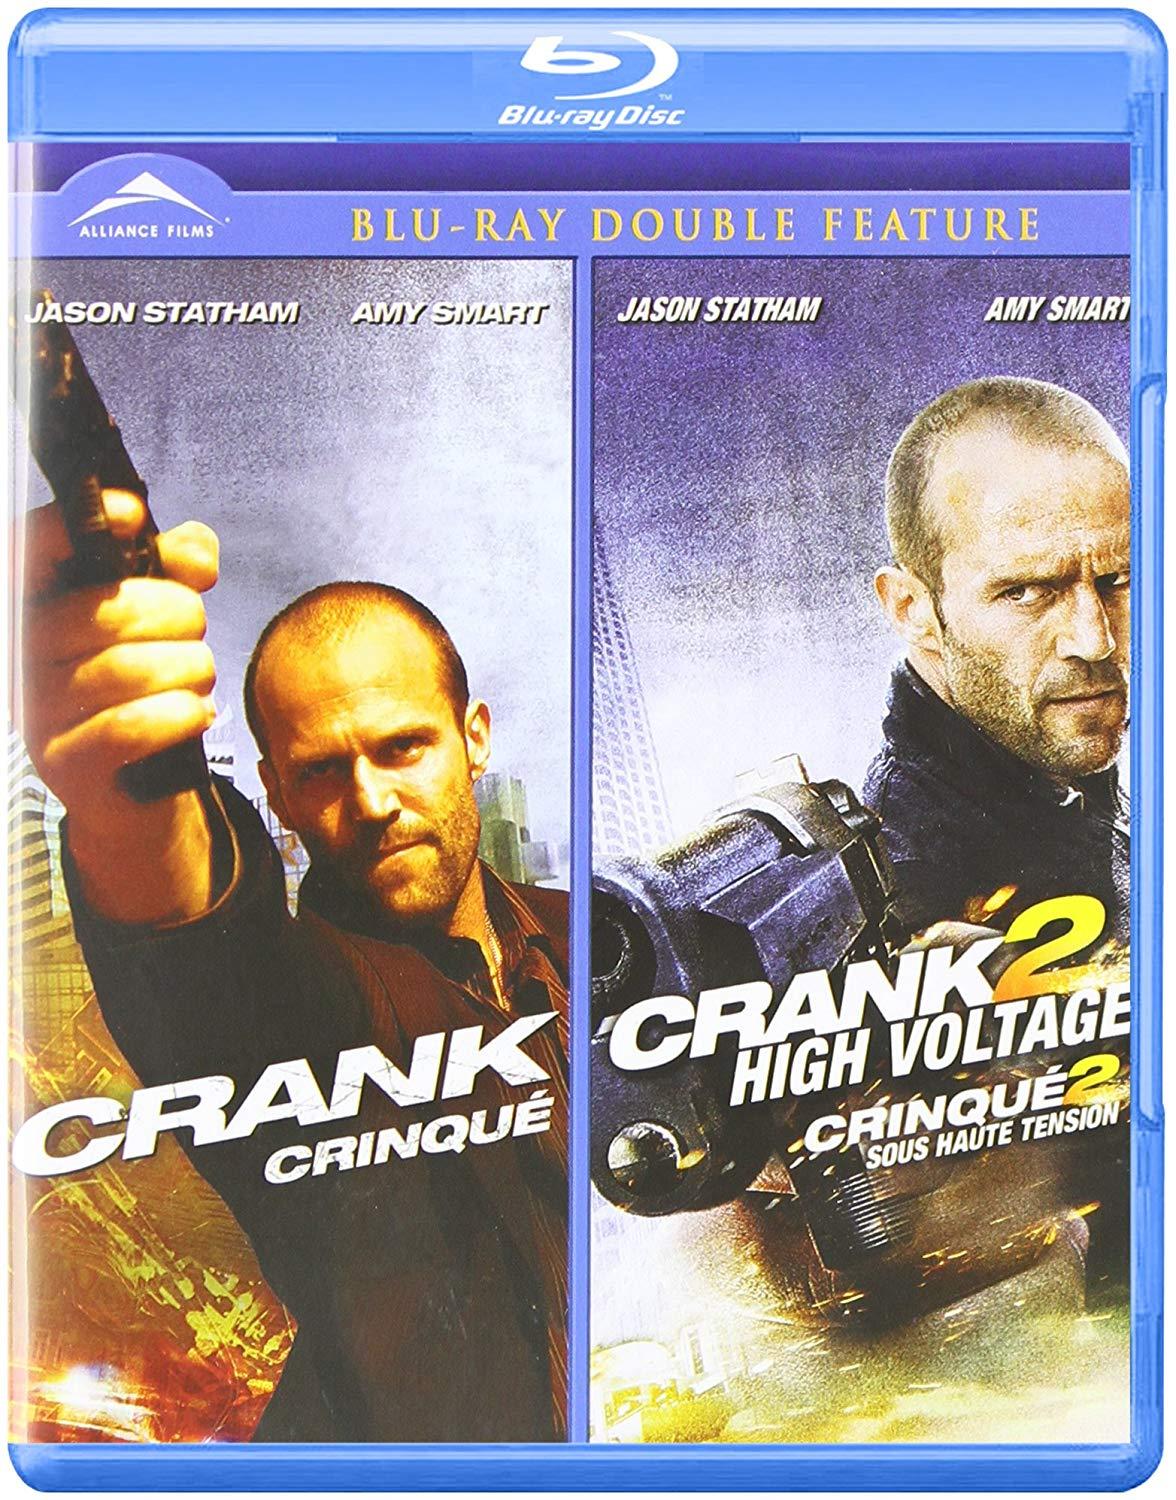 Blu-ray Disc™
ALLIANCE FILMS
BLU-RAY DOUBLE FEATURE
JASON STATHAM AMY SMART
CRANK
CRINQUÉ
JASON STATHAM AMY SMART
CRANK 2
HIGH VOLTAGE
CRINQUÉ 2
SOUS HAUTE TENSION